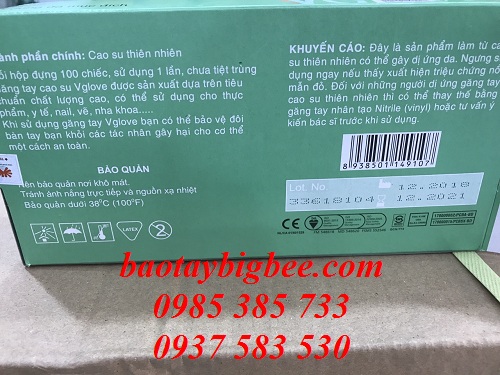 ành phần chính: Cao su thiên nhiên
ỗi hộp đựng 100 chiếc, sử dụng 1 lần, chưa tiệt trùng
găng tay cao su Vglove được sản xuất dựa trên tiêu
huẩn chất lượng cao, có thể sử dụng cho thực
phẩm, y tế, nail, vẽ, nha khoa...
Khi sử dụng găng tay Vglove bạn có thể bảo vệ đôi
bàn tay bạn khỏi các tác nhân gây hại cho cơ thể
một cách an toàn.
BẢO QUẢN
Nên bảo quản nơi khô mát.
Tránh ánh nắng trực tiếp và nguồn xạ nhiệt
Bảo quản dưới 38°C (100°F)
LATEX
2
KHUYẾN CÁO: Đây là sản phẩm làm từ ca
su thiên nhiên có thể gây dị ứng da. Ngưng sử
dụng ngay nếu thấy xuất hiện triệu chứng nổ
mẩn đỏ. Đối với những người dị ứng găng tay
cao su thiên nhiên thì có thể thay thế bằng
găng tay nhân tạo Nitrile (vinyl) hoặc tư vấn ý
kiến bác sĩ trước khi sử dụng.
8 938501 149107
Lot. No.
12.2018
33618104
12.2021
baotaybigbee.com
0985 385 733
0937 583 530